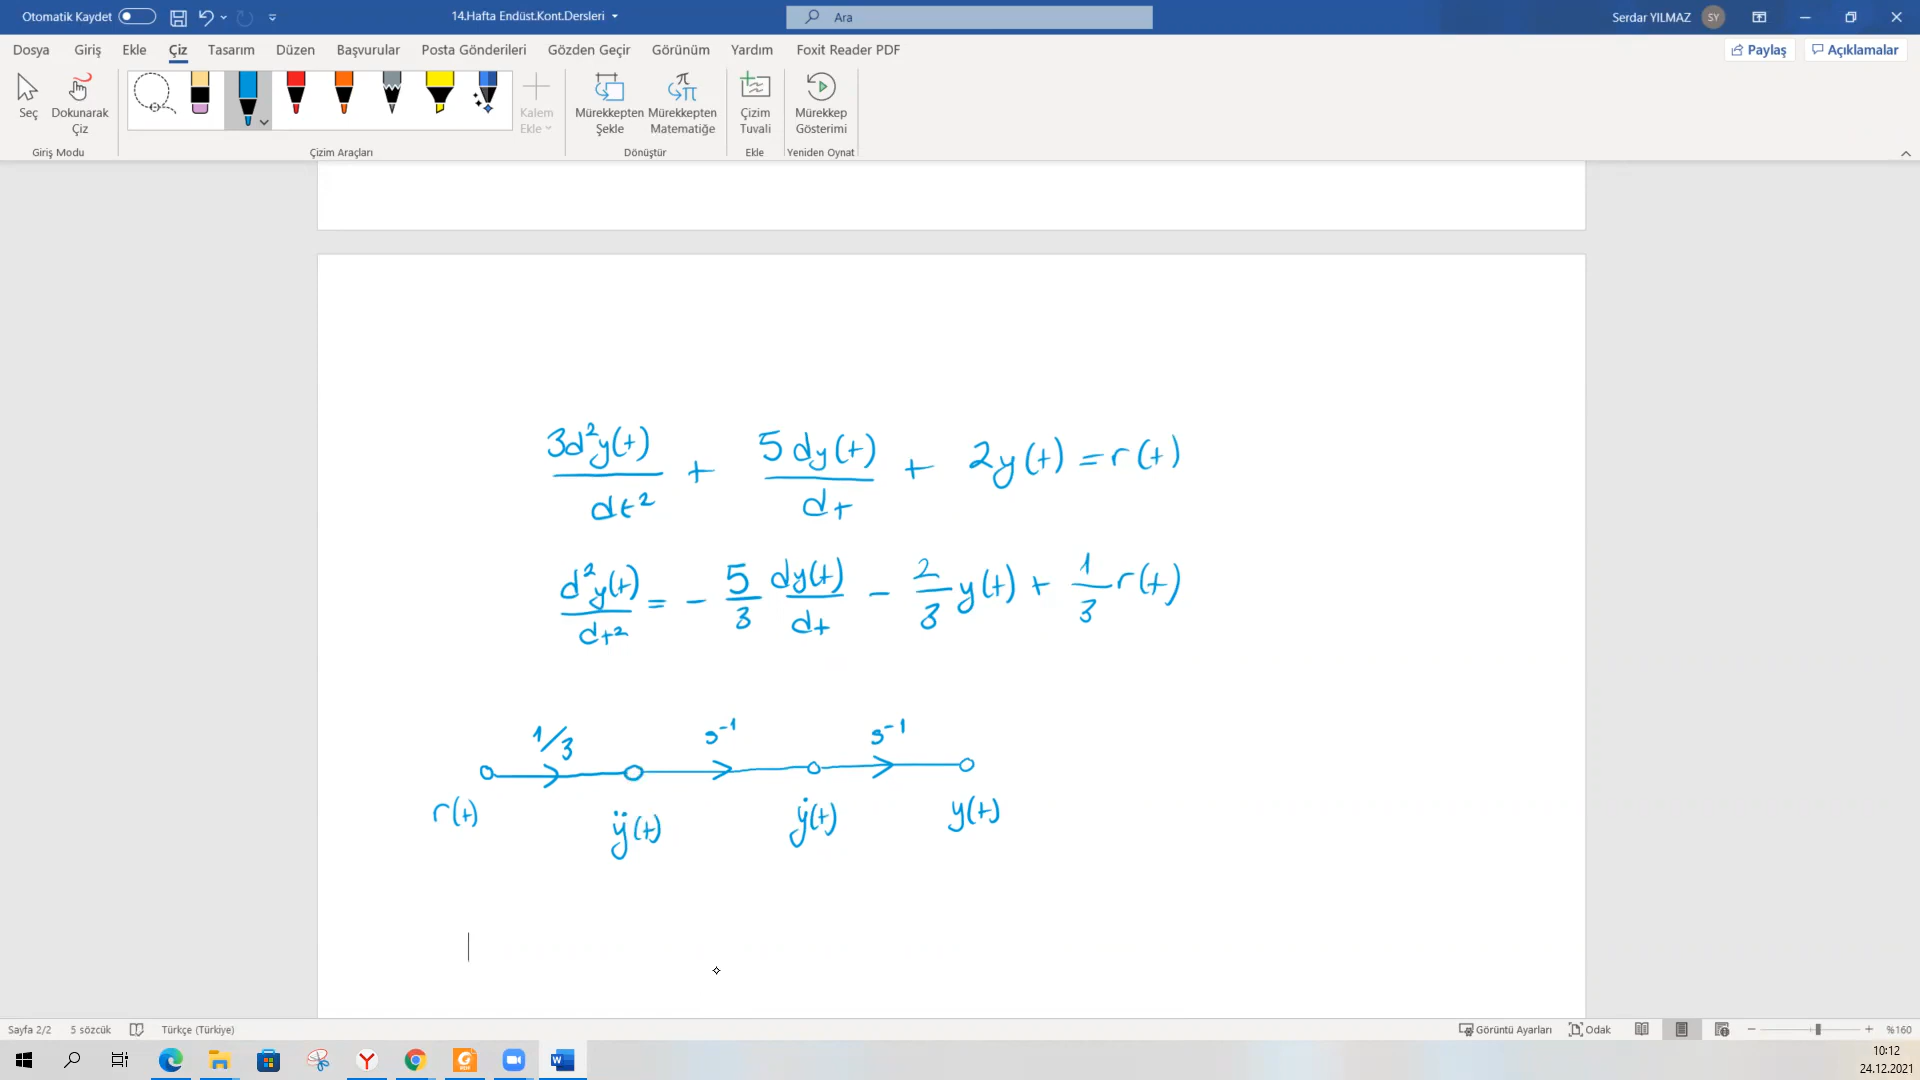 Otomatik Kaydet 14.Hafta Endüst.Kont.Dersleri Ara Serdar YILMAZ SY
Dosya Giriş Ekle Çiz Tasarım Düzen Başvurular Posta Gönderileri Gözden Geçir Görünüm Yardım Foxit Reader PDF Paylaş Açıklamalar
Seç Dokunarak Çiz Kalem Ekle Mürekkepten Şekle Mürekkepten Matematiğe Çizim Tuvali Mürekkep Gösterimi
Giriş Modu Çizim Araçları Dönüştür Ekle Yeniden Oynat
3d²y(t)/dt² + 5dy(t)/dt + 2y(t) = r(t)
d²y(t)/dt² = - 5/3 dy(t)/dt - 2/3 y(t) + 1/3 r(t)
1/3 s⁻¹ s⁻¹
r(t) ÿ(t) ẏ(t) y(t)
Sayfa 2/2 5 sözcük Türkçe (Türkiye) Görüntü Ayarları Odak %160
10:12
24.12.2021